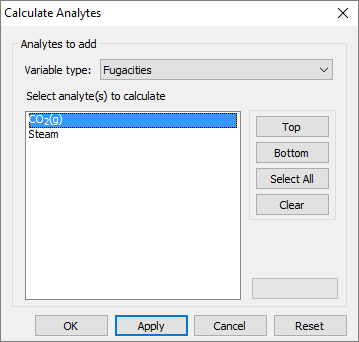 Calculate Analytes
Analytes to add
Variable type: Fugacities
Select analyte(s) to calculate
CO₂(g)
Steam
Top
Bottom
Select All
Clear
OK Apply Cancel Reset